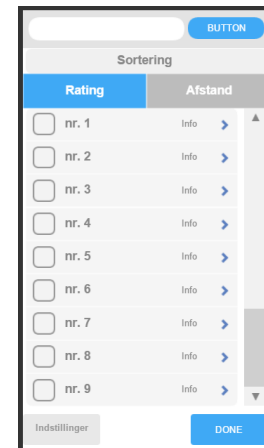 BUTTON
Sortering
Rating Afstand
nr. 1 Info
nr. 2 Info
nr. 3 Info
nr. 4 Info
nr. 5 Info
nr. 6 Info
nr. 7 Info
nr. 8 Info
nr. 9 Info
Indstillinger DONE